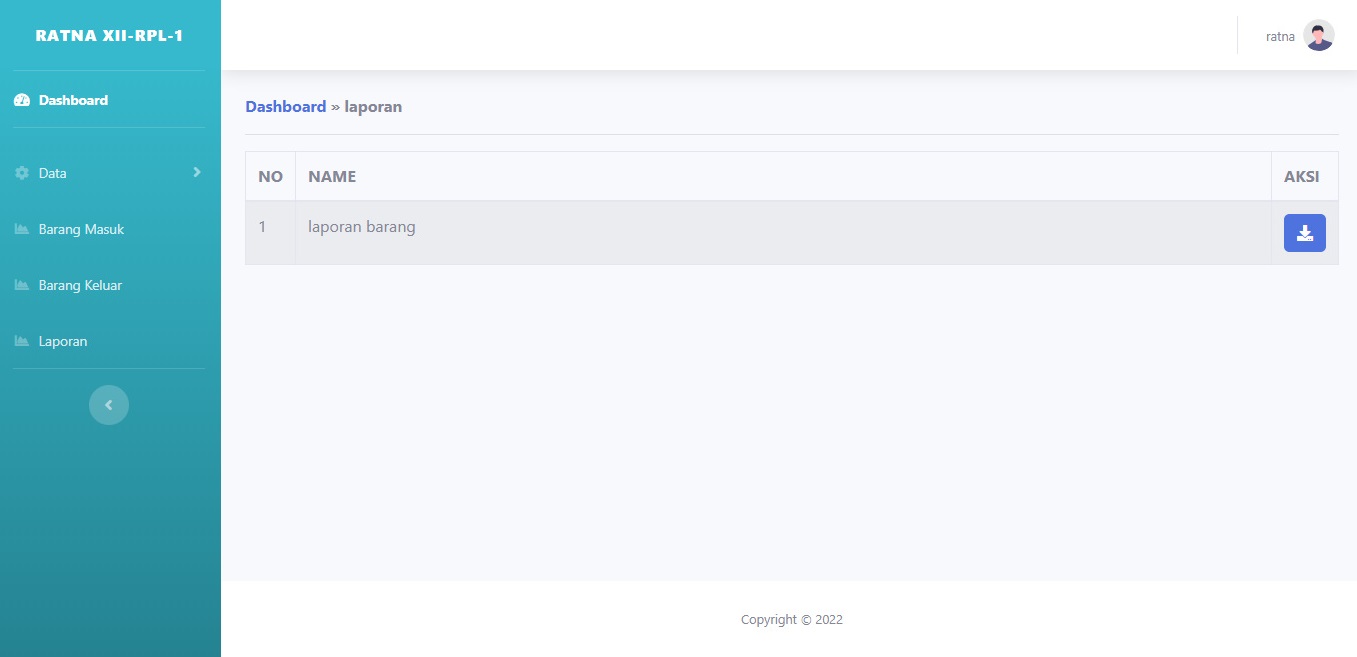 RATNA XII-RPL-1
ratna
Dashboard
Data
Barang Masuk
Barang Keluar
Laporan
Dashboard » laporan
NO NAME AKSI
1 laporan barang
Copyright © 2022